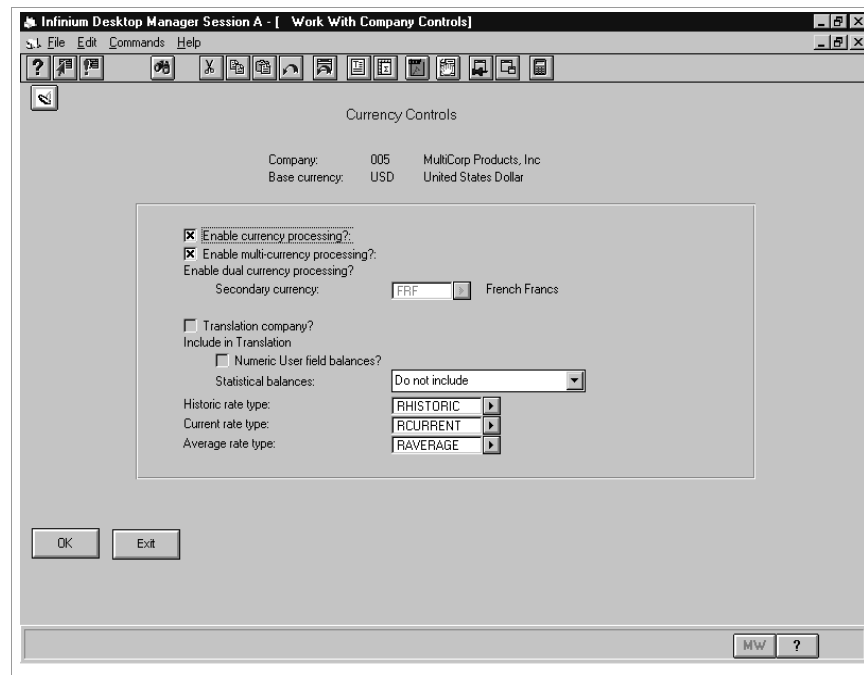 Infinium Desktop Manager Session A - [   Work With Company Controls]
File Edit Commands Help
Currency Controls
Company: 005 MultiCorp Products, Inc
Base currency: USD United States Dollar
Enable currency processing?:
Enable multi-currency processing?:
Enable dual currency processing?
Secondary currency: FRF French Francs
Translation company?
Include in Translation
Numeric User field balances?
Statistical balances: Do not include
Historic rate type: RHISTORIC
Current rate type: RCURRENT
Average rate type: RAVERAGE
OK Exit
MW ?